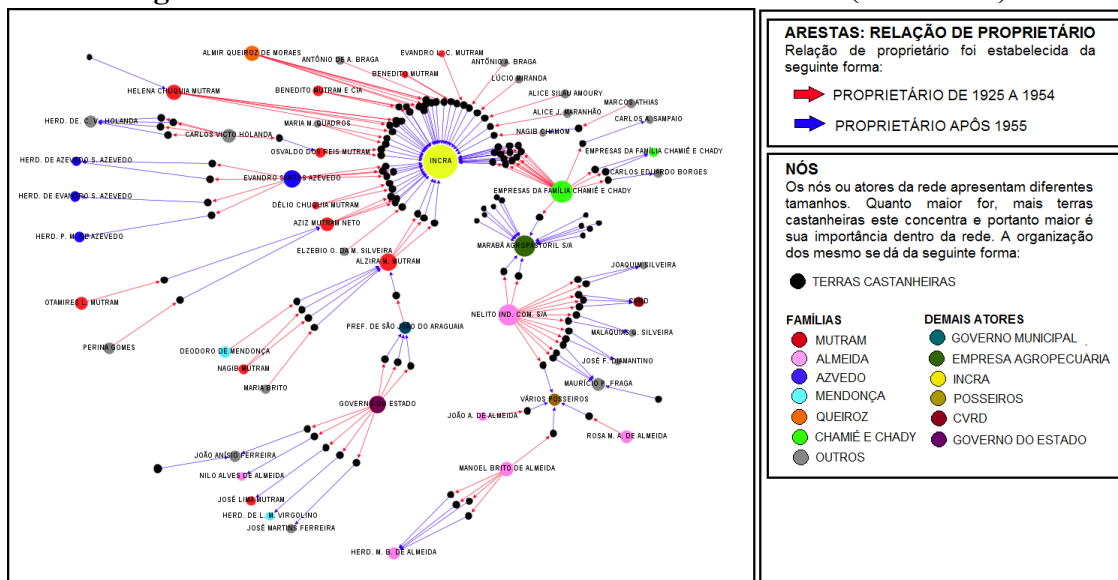 ALMIR QUEIROZ DE MORAES
EVANDRO L. C. MUTRAM
ANTÔNIO DE A. BRAGA
ANTÔNIO A. BRAGA
BENEDITO MUTRAM
LÚCIO MIRANDA
HELENA CHUQUIA MUTRAM
BENEDITO MUTRAM E CIA
ALICE SILAU AMOURY
ALICE J. MARANHÃO
MARCOS ATHIAS
HERD. DE. C. V. HOLANDA
CARLOS VICTO HOLANDA
MARIA M. QUADROS
NAGIB CHAMOM
CARLOS A. SAMPAIO
OSVALDO DOS REIS MUTRAM
INCRA
EMPRESAS DA FAMÍLIA CHAMIÉ E CHADY
HERD. DE AZEVEDO S. AZEVEDO
EVANDRO SANTOS AZEVEDO
CARLOS EDUARDO BORGES
EMPRESAS DA FAMÍLIA CHAMIÉ E CHADY
HERD. DE EVANDRO S. AZEVEDO
DÉLIO CHUQUIA MUTRAM
AZIZ MUTRAM NETO
HERD. P. M. DE AZEVEDO
ELZEBIO O. DA M. SILVEIRA
MARABÁ AGROPASTORIL S/A
ALZIRA M. MUTRAM
JOAQUIM SILVEIRA
OTAMIRES L. MUTRAM
NELITO IND. COM. S/A
CVRD
PREF. DE SÃO JOÃO DO ARAGUAIA
MALAQUIAS Q. SILVEIRA
PERINA GOMES
DEODORO DE MENDONÇA
JOSÉ F. DIAMANTINO
NAGIB MUTRAM
MARIA BRITO
MAURÍCIO P. FRAGA
GOVERNO DO ESTADO
VÁRIOS POSSEIROS
JOÃO A. DE ALMEIDA
ROSA M. A. DE ALMEIDA
JOÃO ANÍSIO FERREIRA
MANOEL BRITO DE ALMEIDA
NILO ALVES DE ALMEIDA
JOSÉ LIMA MUTRAM
HERD. DE L. M. VIRGOLINO
JOSÉ MARTINS FERREIRA
HERD. M. B. DE ALMEIDA
ARESTAS: RELAÇÃO DE PROPRIETÁRIO
Relação de proprietário foi estabelecida da
seguinte forma:
PROPRIETÁRIO DE 1925 A 1954
PROPRIETÁRIO APÔS 1955
NÓS
Os nós ou atores da rede apresentam diferentes
tamanhos. Quanto maior for, mais terras
castanheiras este concentra e portanto maior é
sua importância dentro da rede. A organização
dos mesmo se dá da seguinte forma:
TERRAS CASTANHEIRAS
FAMÍLIAS
MUTRAM
ALMEIDA
AZVEDO
MENDONÇA
QUEIROZ
CHAMIÉ E CHADY
OUTROS
DEMAIS ATORES
GOVERNO MUNICIPAL
EMPRESA AGROPECUÁRIA
INCRA
POSSEIROS
CVRD
GOVERNO DO ESTADO